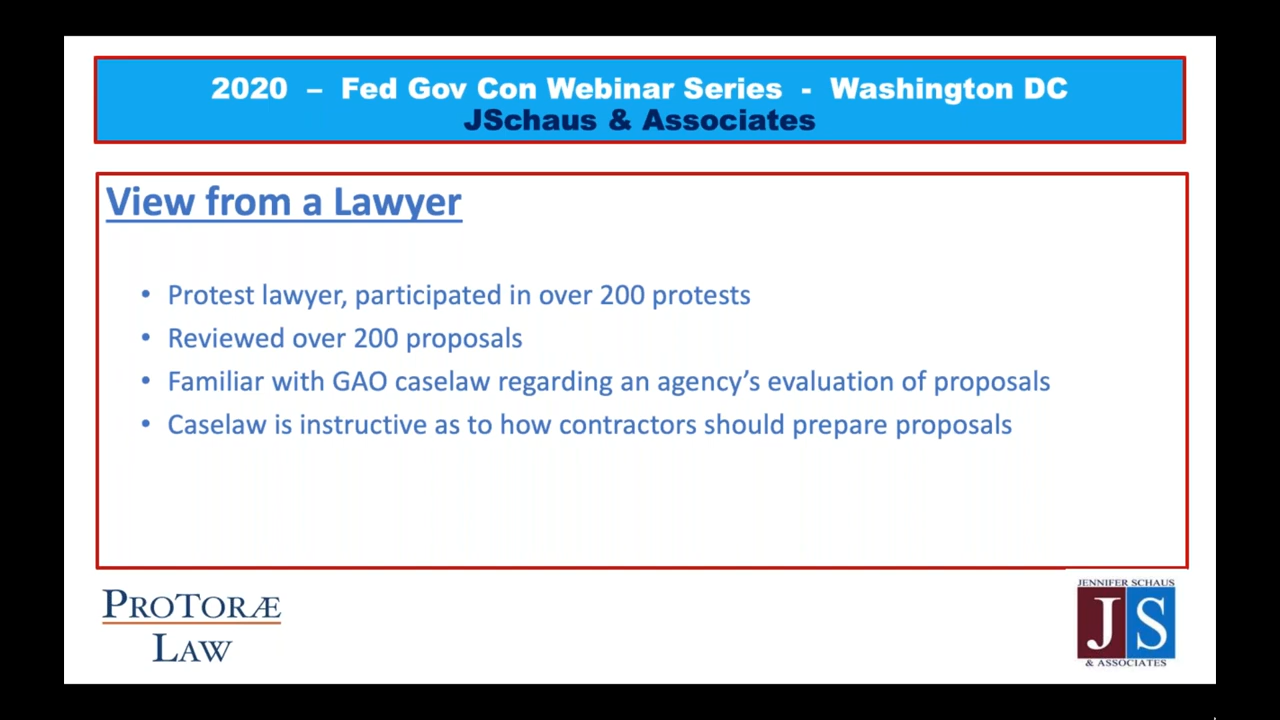 2020 – Fed Gov Con Webinar Series - Washington DC
JSchaus & Associates
View from a Lawyer
• Protest lawyer, participated in over 200 protests
• Reviewed over 200 proposals
• Familiar with GAO caselaw regarding an agency’s evaluation of proposals
• Caselaw is instructive as to how contractors should prepare proposals
PROTORÆ
LAW
JENNIFER SCHAUS
JS
& ASSOCIATES